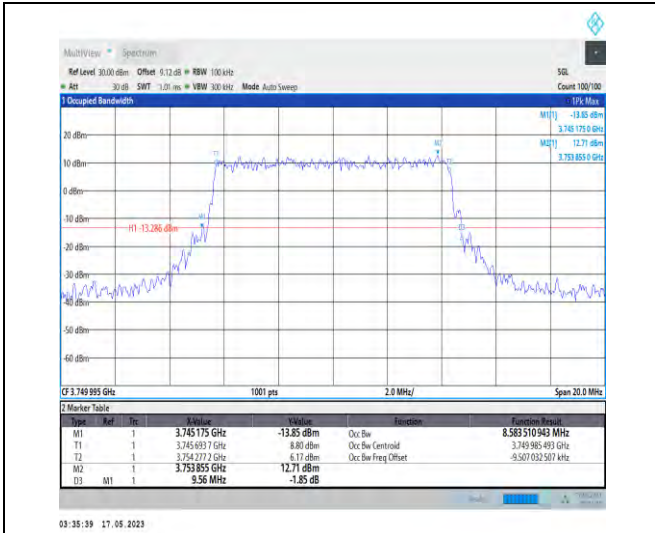 MultiView Spectrum
Ref Level 30.00 dBm Offset 9.12 dB RBW 100 kHz SGL
Att 30 dB SWT 1.01 ms VBW 300 kHz Mode Auto Sweep Count 100/100
1 Occupied Bandwidth 1Pk Max
M1[1] -13.85 dBm
3.745 175 0 GHz
M2[1] 12.71 dBm
3.753 855 0 GHz
20 dBm
M2
T1 T2
10 dBm
0 dBm
-10 dBm
M1
H1 -13.286 dBm
-20 dBm
-30 dBm
-40 dBm
-50 dBm
-60 dBm
CF 3.749 995 GHz 1001 pts 2.0 MHz/ Span 20.0 MHz
2 Marker Table
Type Ref Trc X-Value Y-Value Function Function Result
M1 1 3.745 175 GHz -13.85 dBm Occ Bw 8.583 510 943 MHz
T1 1 3.745 693 7 GHz 8.80 dBm Occ Bw Centroid 3.749 985 493 GHz
T2 1 3.754 277 2 GHz 6.17 dBm Occ Bw Freq Offset -9.507 032 507 kHz
M2 1 3.753 855 GHz 12.71 dBm
D3 M1 1 9.56 MHz -1.85 dB
03:35:39 17.05.2023